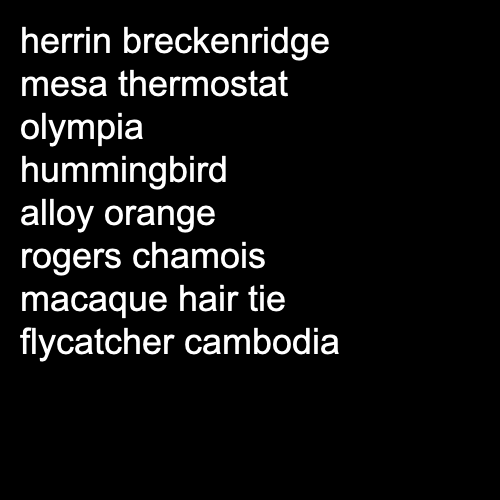 herrin breckenridge
mesa thermostat
olympia
hummingbird
alloy orange
rogers chamois
macaque hair tie
flycatcher cambodia